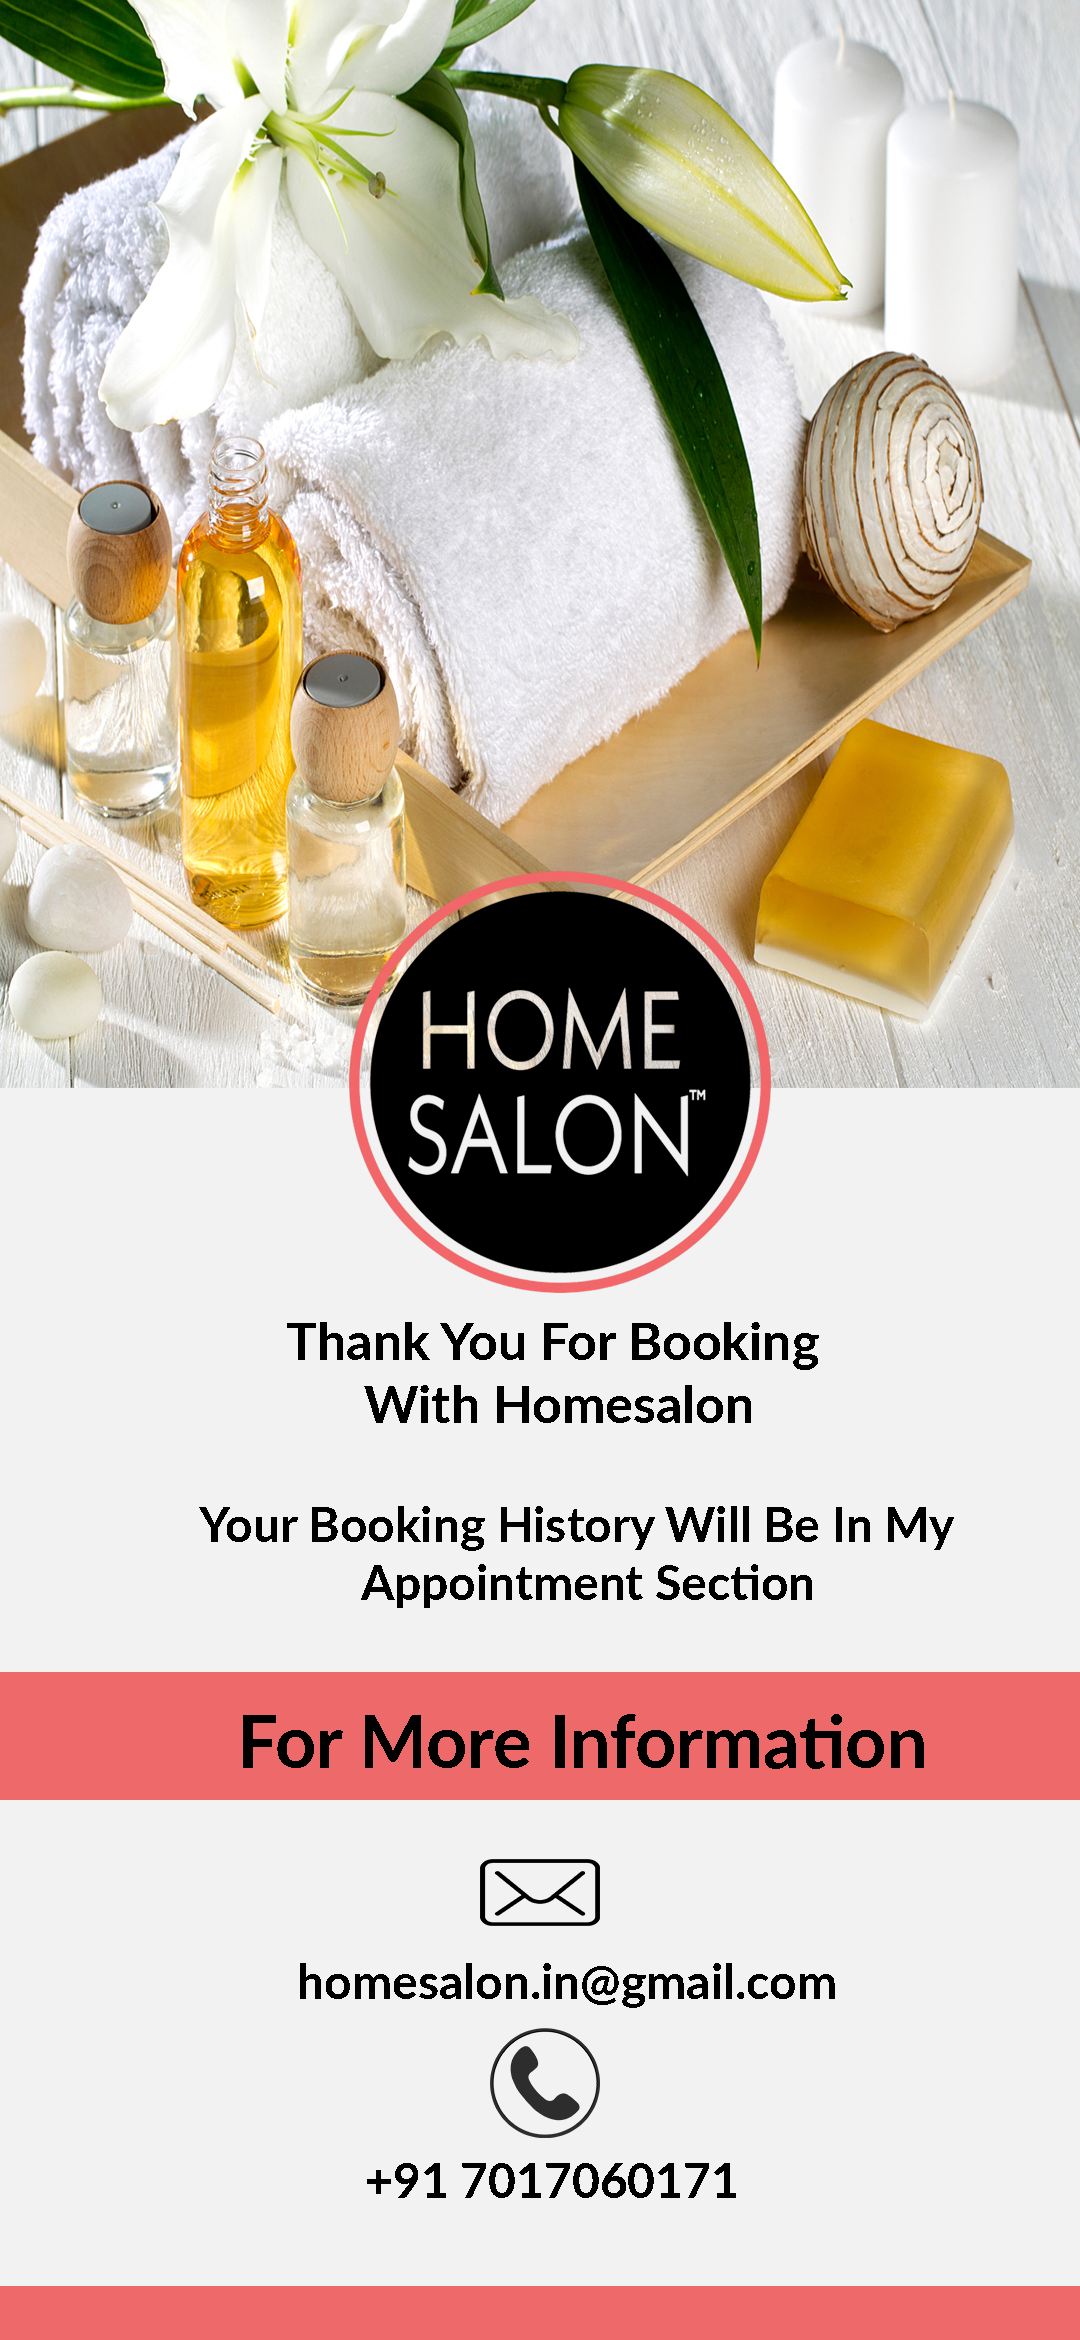 HOME
SALON™
Thank You For Booking
With Homesalon
Your Booking History Will Be In My
Appointment Section
For More Information
homesalon.in@gmail.com
+91 7017060171